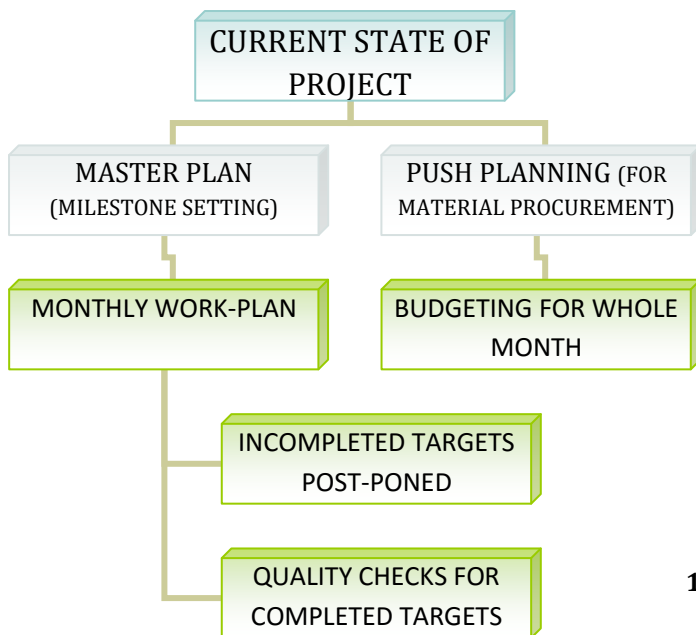 CURRENT STATE OF
PROJECT
MASTER PLAN
(MILESTONE SETTING)
PUSH PLANNING (FOR
MATERIAL PROCUREMENT)
MONTHLY WORK-PLAN
BUDGETING FOR WHOLE
MONTH
INCOMPLETED TARGETS
POST-PONED
QUALITY CHECKS FOR
COMPLETED TARGETS
1